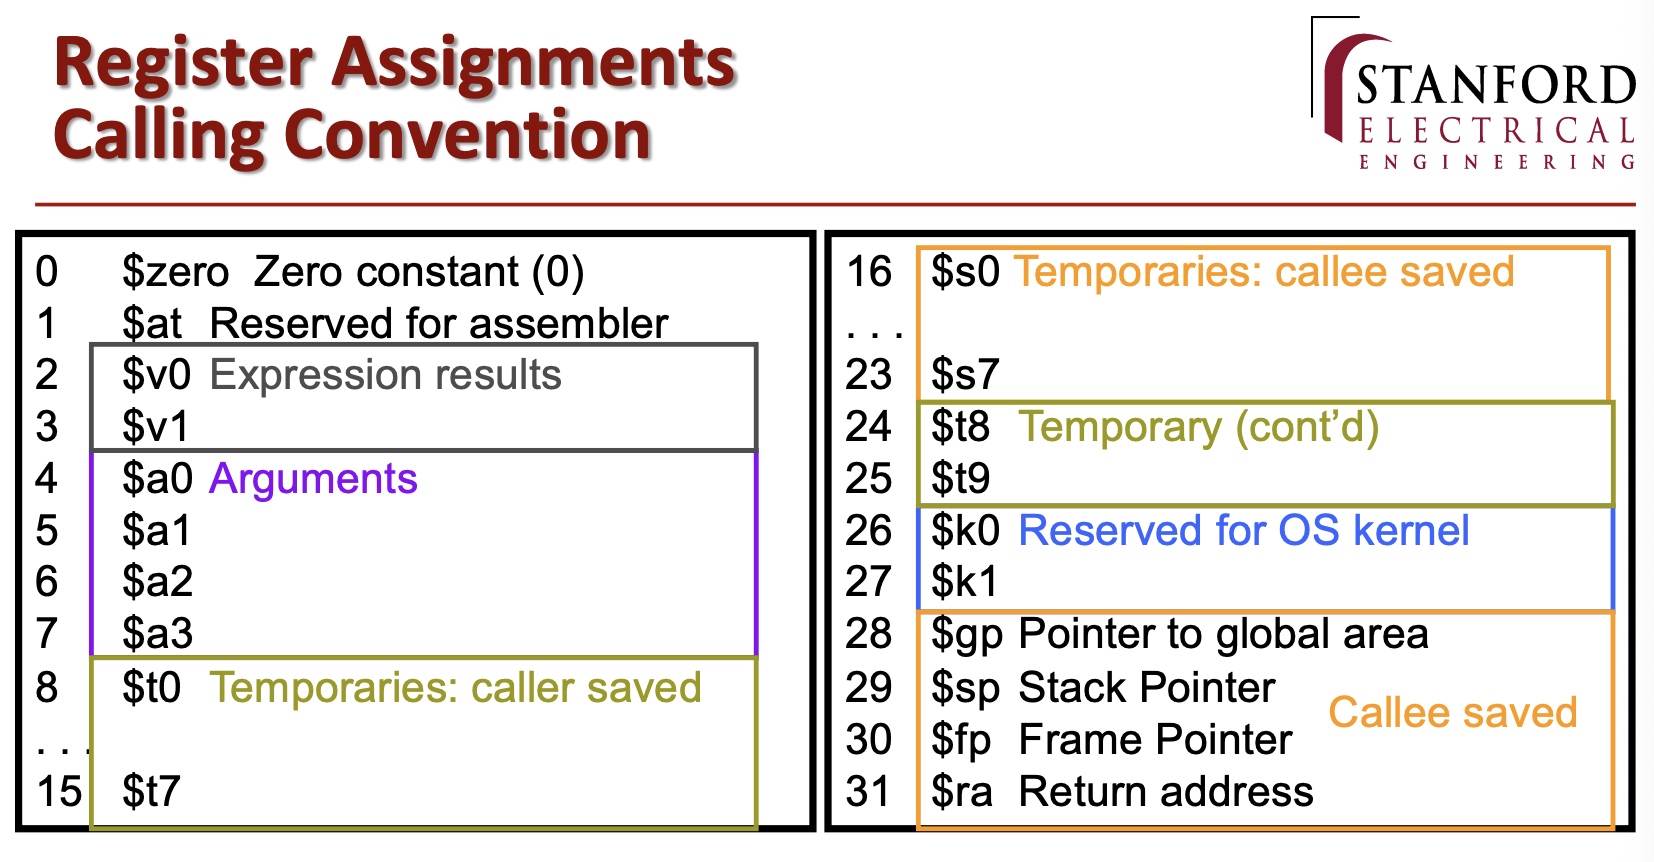 Register Assignments
Calling Convention
STANFORD
ELECTRICAL
ENGINEERING
0 $zero Zero constant (0)
1 $at Reserved for assembler
2 $v0 Expression results
3 $v1
4 $a0 Arguments
5 $a1
6 $a2
7 $a3
8 $t0 Temporaries: caller saved
. . .
15 $t7
16 $s0 Temporaries: callee saved
. . .
23 $s7
24 $t8 Temporary (cont’d)
25 $t9
26 $k0 Reserved for OS kernel
27 $k1
28 $gp Pointer to global area
29 $sp Stack Pointer
Callee saved
30 $fp Frame Pointer
31 $ra Return address